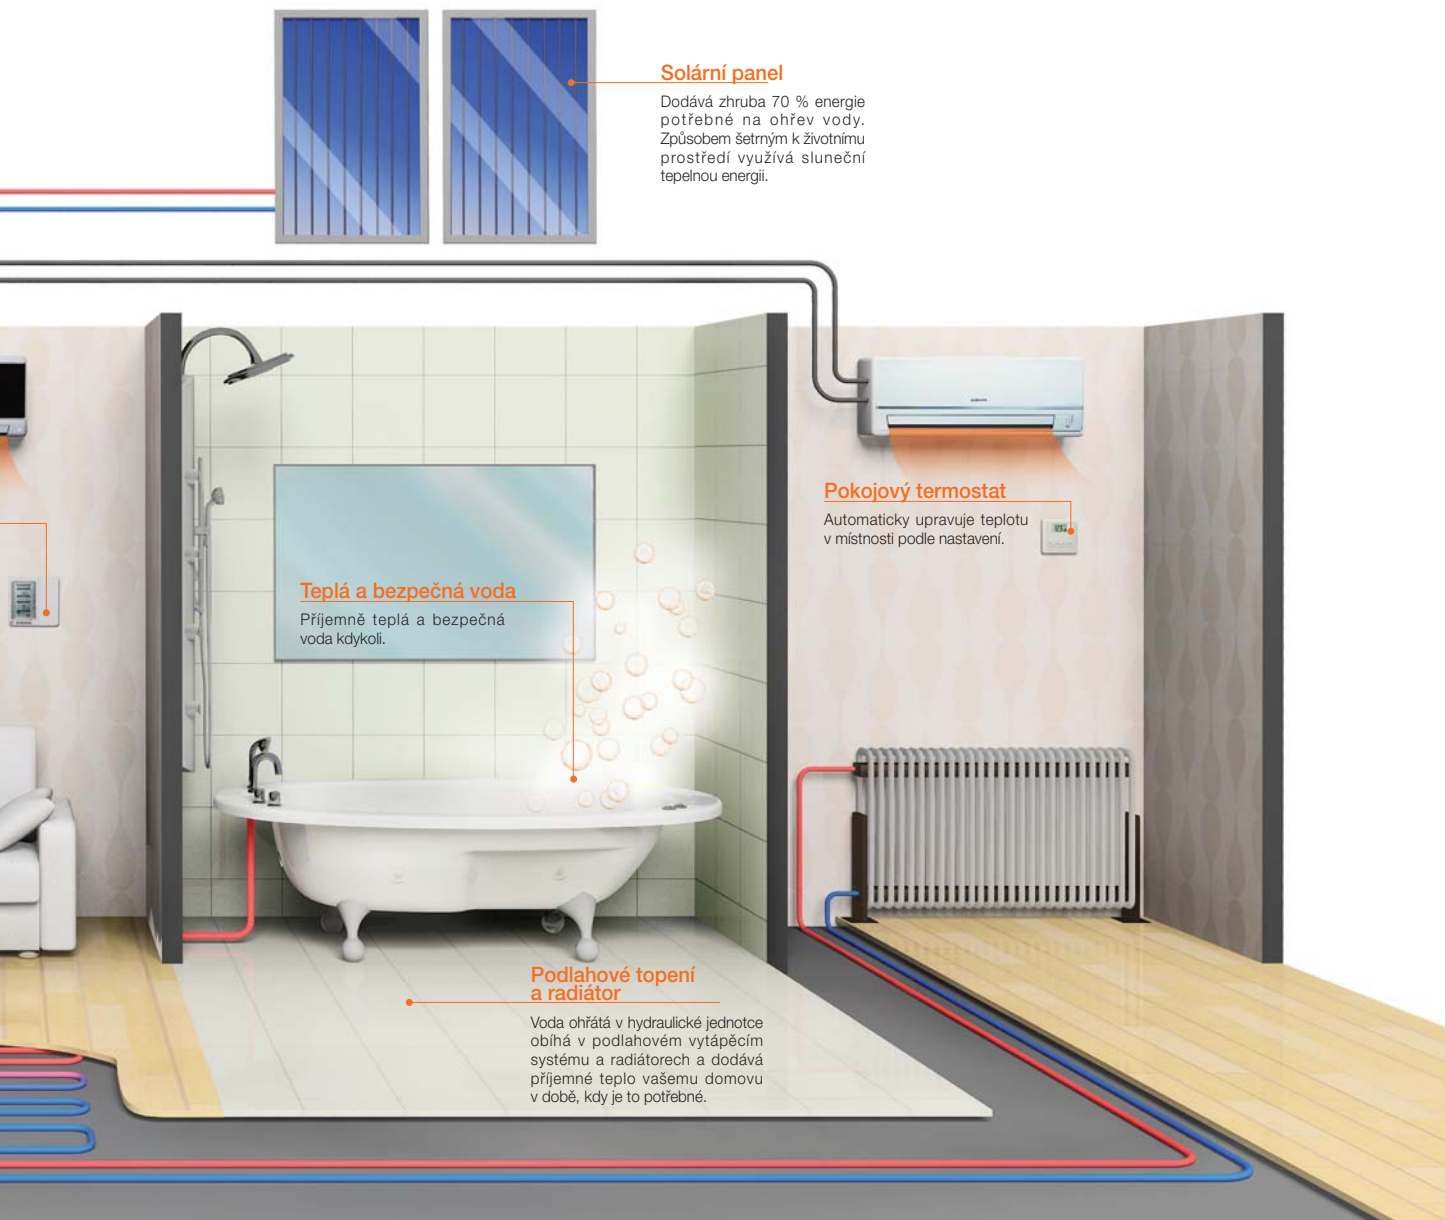 Solární panel
Dodává zhruba 70 % energie
potřebné na ohřev vody.
Způsobem šetrným k životnímu
prostředí využívá sluneční
tepelnou energii.
Pokojový termostat
Automaticky upravuje teplotu
v místnosti podle nastavení.
Teplá a bezpečná voda
Příjemně teplá a bezpečná
voda kdykoli.
Podlahové topení
a radiátor
Voda ohřátá v hydraulické jednotce
obíhá v podlahovém vytápěcím
systému a radiátorech a dodává
příjemné teplo vašemu domovu
v době, kdy je to potřebné.